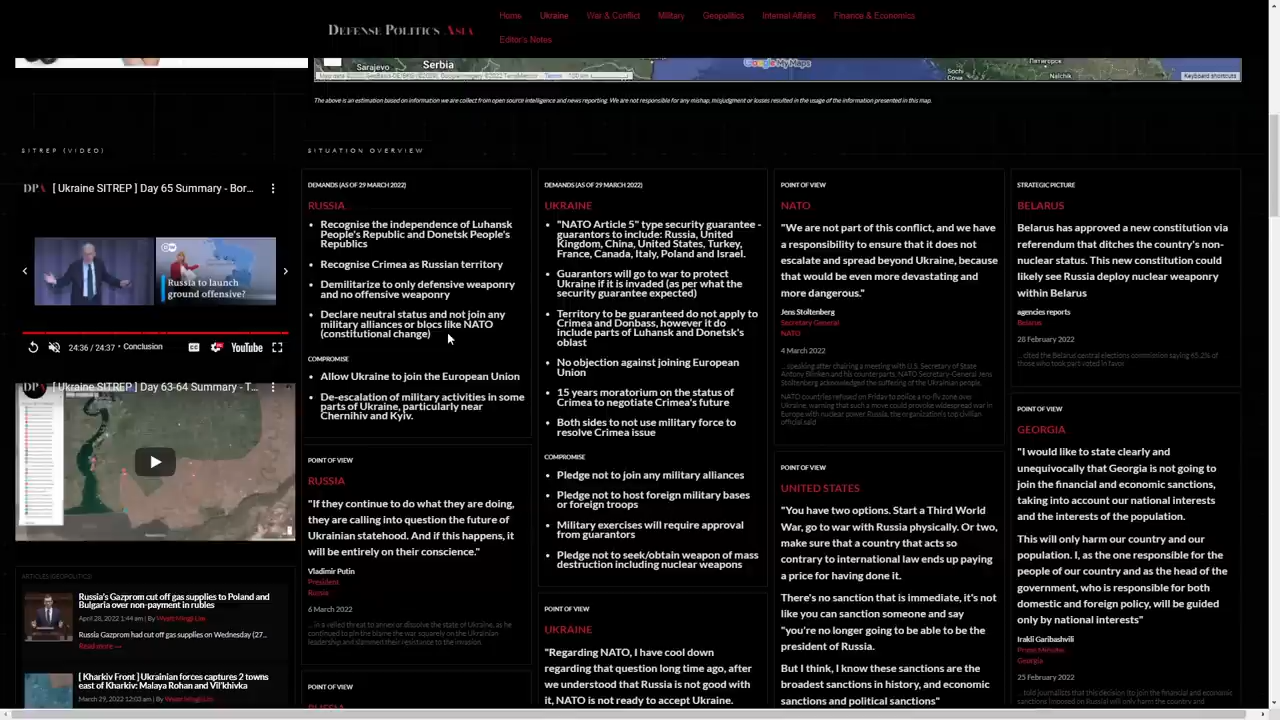 Home
Ukraine
War & Conflict
Military
Geopolitics
Internal Affairs
Finance & Economics
DEFENSE POLITICS ASIA
Editor's Notes
Sarajevo
Serbia
Google My Maps
Sochi
Сочи
Nalchik
100 km
Terms
Keyboard shortcuts
The above is an estimation based on information we are collect from open source intelligence and news reporting. We are not responsible for any mishap, misjudgment or losses resulted in the usage of the information presented in this map.
SITREP (VIDEO)
SITUATION OVERVIEW
DPA [ Ukraine SITREP ] Day 65 Summary - Bor...
Russia to launch
ground offensive?
24:36 / 24:37 • Conclusion
YouTube
[ Ukraine SITREP ] Day 63-64 Summary - T...
ARTICLES (GEOPOLITICS)
Russia's Gazprom cut off gas supplies to Poland and
Bulgaria over non-payment in rubles
April 28, 2022 1:44 am | By Wyatt Mingji Lim
Russia Gazprom had cut off gas supplies on Wednesday (27...
Read more →
[ Kharkiv Front ] Ukrainian forces captures 2 towns
east of Kharkiv: Malaya Rohan and Vil'khivka
March 29, 2022 12:03 am | By Wyatt Mingji Lim
DEMANDS (AS OF 29 MARCH 2022)
RUSSIA
• Recognise the independence of Luhansk
People's Republic and Donetsk People's
Republics
• Recognise Crimea as Russian territory
• Demilitarize to only defensive weaponry
and no offensive weaponry
• Declare neutral status and not join any
military alliances or blocs like NATO
(constitutional change)
COMPROMISE
• Allow Ukraine to join the European Union
• De-escalation of military activities in some
parts of Ukraine, particularly near
Chernihiv and Kyiv.
POINT OF VIEW
RUSSIA
"If they continue to do what they are doing,
they are calling into question the future of
Ukrainian statehood. And if this happens, it
will be entirely on their conscience."
Vladimir Putin
President
Russia
6 March 2022
... in a veiled threat to annex or dissolve the state of Ukraine, as he
continued to pin the blame the war squarely on the Ukrainian
leadership and slammed their resistance to the invasion.
POINT OF VIEW
RUSSIA
DEMANDS (AS OF 29 MARCH 2022)
UKRAINE
• "NATO Article 5" type security guarantee -
guarantors to include: Russia, United
Kingdom, China, United States, Turkey,
France, Canada, Italy, Poland and Israel.
• Guarantors will go to war to protect
Ukraine if it is invaded (as per what the
security guarantee expected)
• Territory to be guaranteed do not apply to
Crimea and Donbass, however it do
include parts of Luhansk and Donetsk's
oblast
• No objection against joining European
Union
• 15 years moratorium on the status of
Crimea to negotiate Crimea's future
• Both sides to not use military force to
resolve Crimea issue
COMPROMISE
• Pledge not to join any military alliance
• Pledge not to host foreign military bases
or foreign troops
• Military exercises will require approval
from guarantors
• Pledge not to seek/obtain weapon of mass
destruction including nuclear weapons
POINT OF VIEW
UKRAINE
"Regarding NATO, I have cool down
regarding that question long time ago, after
we understood that Russia is not good with
it, NATO is not ready to accept Ukraine.
POINT OF VIEW
NATO
"We are not part of this conflict, and we have
a responsibility to ensure that it does not
escalate and spread beyond Ukraine, because
that would be even more devastating and
more dangerous."
Jens Stoltenberg
Secretary General
NATO
4 March 2022
... speaking after chairing a meeting with U.S. Secretary of State
Antony Blinken and his counterparts, NATO Secretary-General Jens
Stoltenberg acknowledged the suffering of the Ukrainian people.
NATO countries refused on Friday to police a no-fly zone over
Ukraine, warning that such a move could provoke widespread war in
Europe with nuclear power Russia, the organization's top civilian
official said
POINT OF VIEW
UNITED STATES
"You have two options. Start a Third World
War, go to war with Russia physically. Or two,
make sure that a country that acts so
contrary to international law ends up paying
a price for having done it.
There's no sanction that is immediate, it's not
like you can sanction someone and say
"you're no longer going to be able to be the
president of Russia.
But I think, I know these sanctions are the
broadest sanctions in history, and economic
sanctions and political sanctions"
STRATEGIC PICTURE
BELARUS
Belarus has approved a new constitution via
referendum that ditches the country's non-
nuclear status. This new constitution could
likely see Russia deploy nuclear weaponry
within Belarus
agencies reports
Belarus
28 February 2022
... cited the Belarus central elections commission saying 65.2% of
those who took part voted in favor.
POINT OF VIEW
GEORGIA
"I would like to state clearly and
unequivocally that Georgia is not going to
join the financial and economic sanctions,
taking into account our national interests
and the interests of the population.
This will only harm our country and our
population. I, as the one responsible for the
people of our country and as the head of the
government, who is responsible for both
domestic and foreign policy, will be guided
only by national interests"
Irakli Garibashvili
Prime Minister
Georgia
25 February 2022
... told journalists that this decision (to join the financial and economic